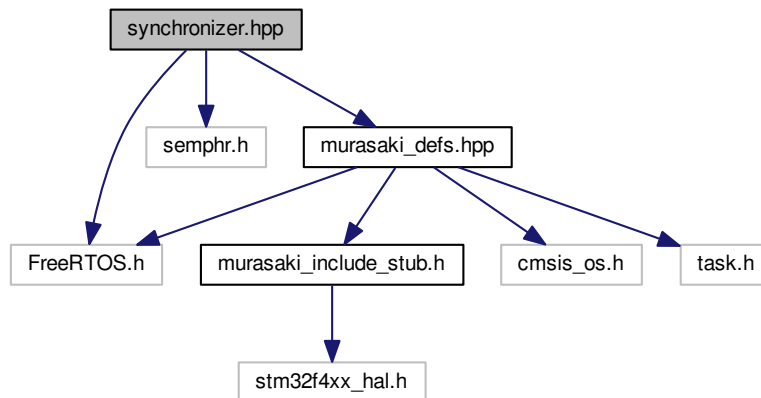 synchronizer.hpp
semphr.h
murasaki_defs.hpp
FreeRTOS.h
murasaki_include_stub.h
cmsis_os.h
task.h
stm32f4xx_hal.h